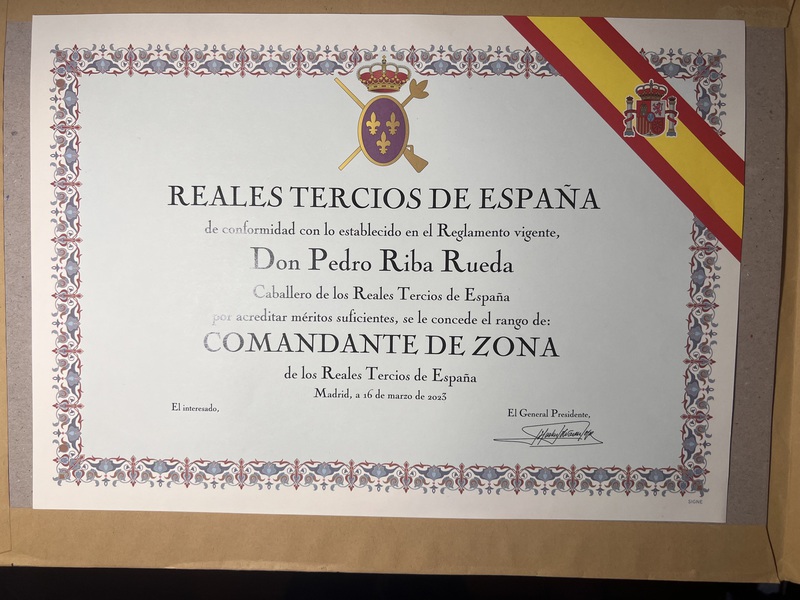 REALES TERCIOS DE ESPAÑA
de conformidad con lo establecido en el Reglamento vigente,
Don Pedro Riba Rueda
Caballero de los Reales Tercios de España
por acreditar méritos suficientes, se le concede el rango de:
COMANDANTE DE ZONA
de los Reales Tercios de España
Madrid, a 16 de marzo de 2023
El interesado,
El General Presidente,
SIGNE